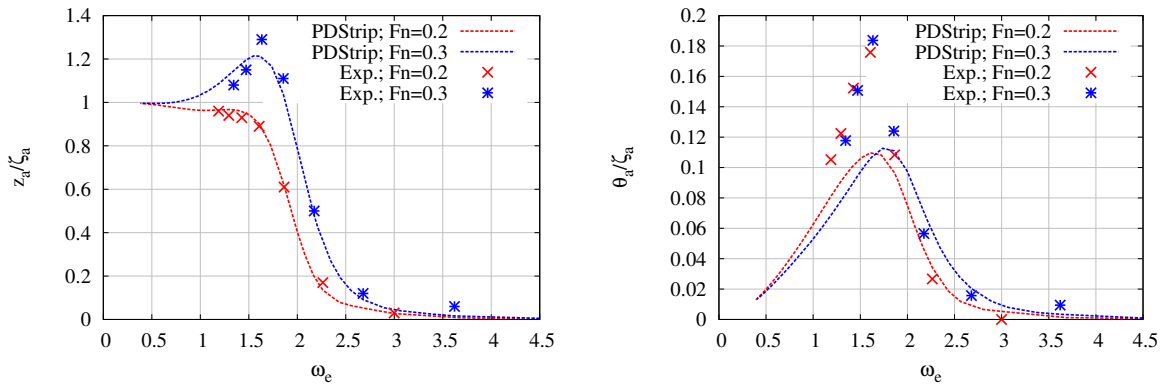 1.4
1.2
1
0.8
0.6
0.4
0.2
0
0 0.5 1 1.5 2 2.5 3 3.5 4 4.5
z_a/ζ_a
ω_e
PDStrip; Fn=0.2
PDStrip; Fn=0.3
Exp.; Fn=0.2
Exp.; Fn=0.3
0.2
0.18
0.16
0.14
0.12
0.1
0.08
0.06
0.04
0.02
0
0 0.5 1 1.5 2 2.5 3 3.5 4 4.5
θ_a/ζ_a
ω_e
PDStrip; Fn=0.2
PDStrip; Fn=0.3
Exp.; Fn=0.2
Exp.; Fn=0.3